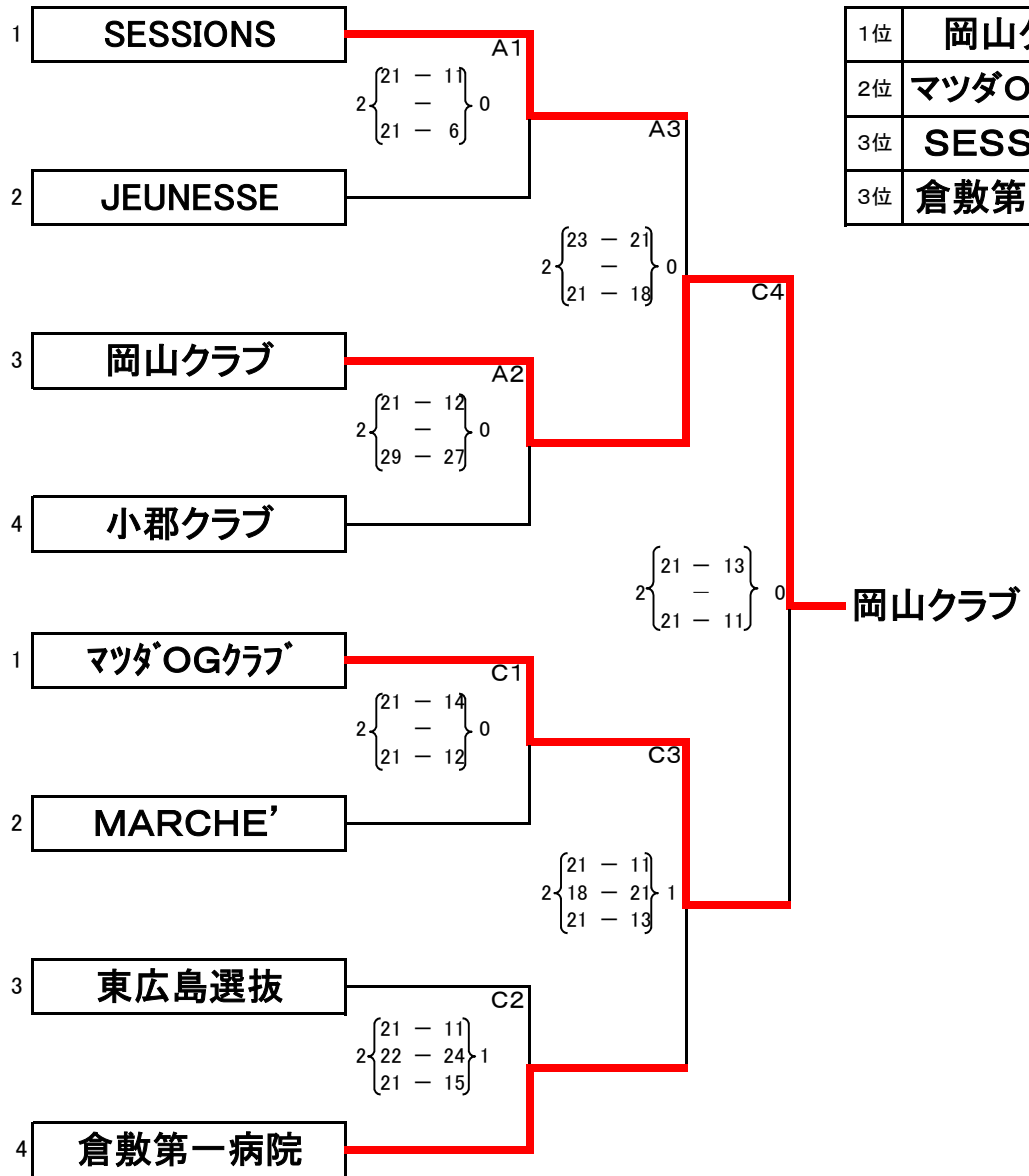 1 SESSIONS
A1
21 － 11
2 － 0
21 － 6
A3
2 JEUNESSE
23 － 21
2 － 0
21 － 18
C4
3 岡山クラブ
A2
21 － 12
2 － 0
29 － 27
4 小郡クラブ
21 － 13
2 － 0
21 － 11
岡山クラブ
1 マツダOGクラブ
C1
21 － 14
2 － 0
21 － 12
C3
2 MARCHE’
21 － 11
2 18 － 21 1
21 － 13
3 東広島選抜
C2
21 － 11
2 22 － 24 1
21 － 15
4 倉敷第一病院
1位 岡山
2位 マツダO
3位 SESS
3位 倉敷第